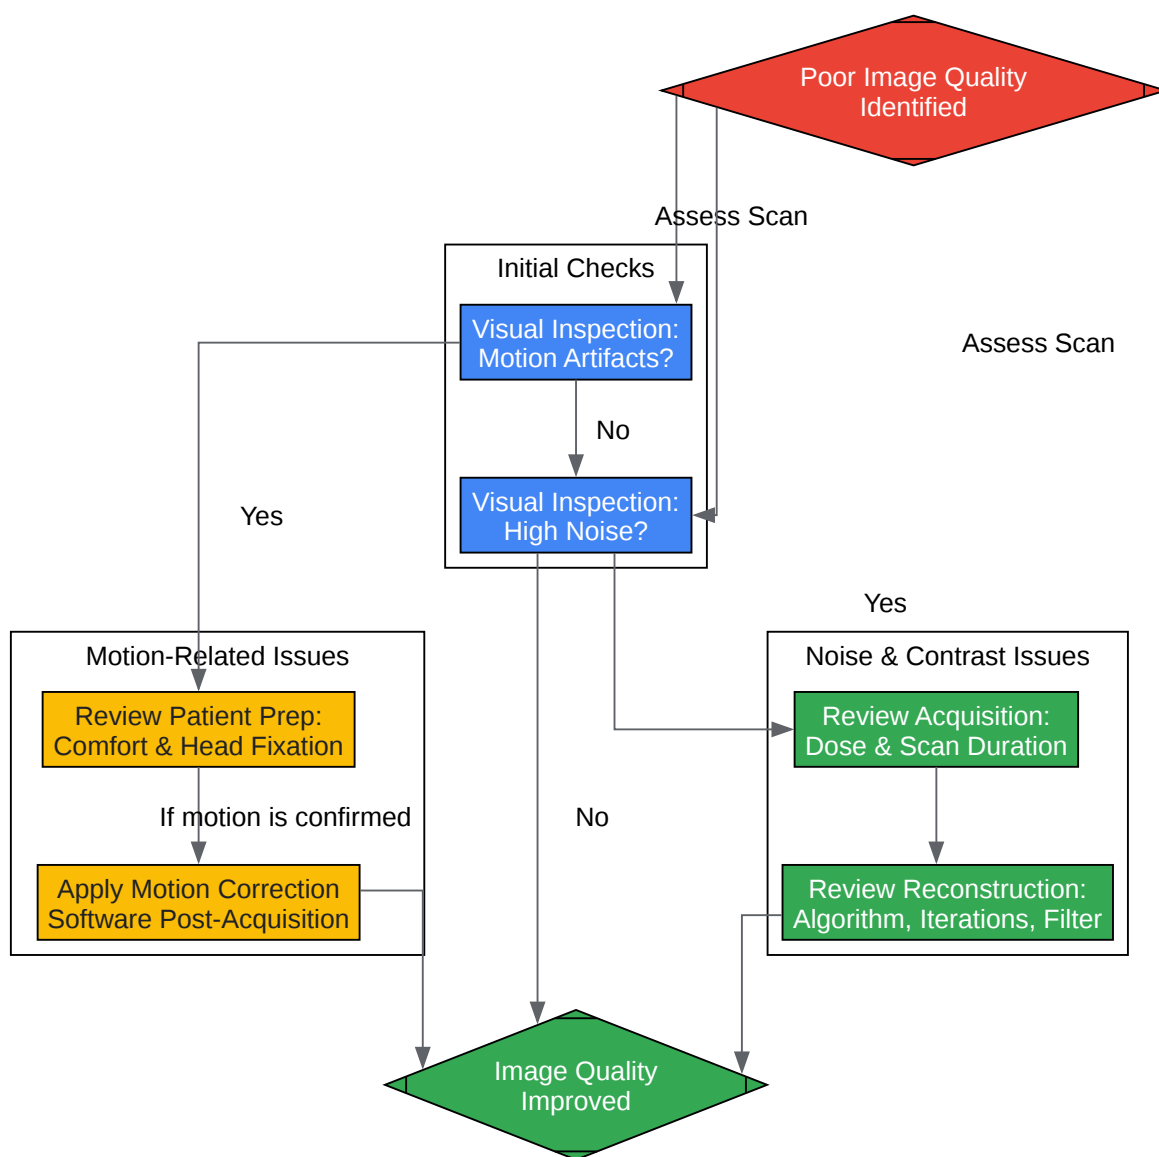 Poor Image Quality
Identified
Assess Scan
Initial Checks
Visual Inspection:
Motion Artifacts?
Assess Scan
No
Visual Inspection:
High Noise?
Yes
Yes
Motion-Related Issues
Review Patient Prep:
Comfort & Head Fixation
If motion is confirmed
Apply Motion Correction
Software Post-Acquisition
No
Noise & Contrast Issues
Review Acquisition:
Dose & Scan Duration
Review Reconstruction:
Algorithm, Iterations, Filter
Image Quality
Improved